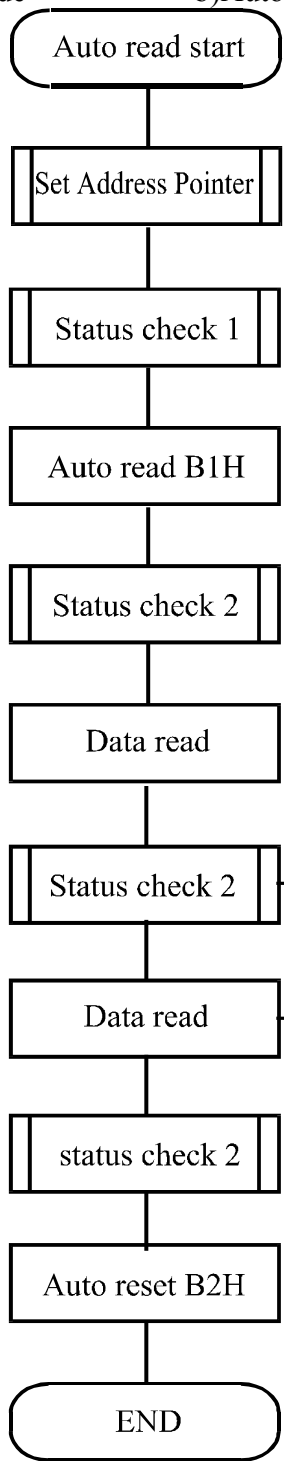 Auto read start
Set Address Pointer
Status check 1
Auto read B1H
Status check 2
Data read
Status check 2
Data read
status check 2
Auto reset B2H
END